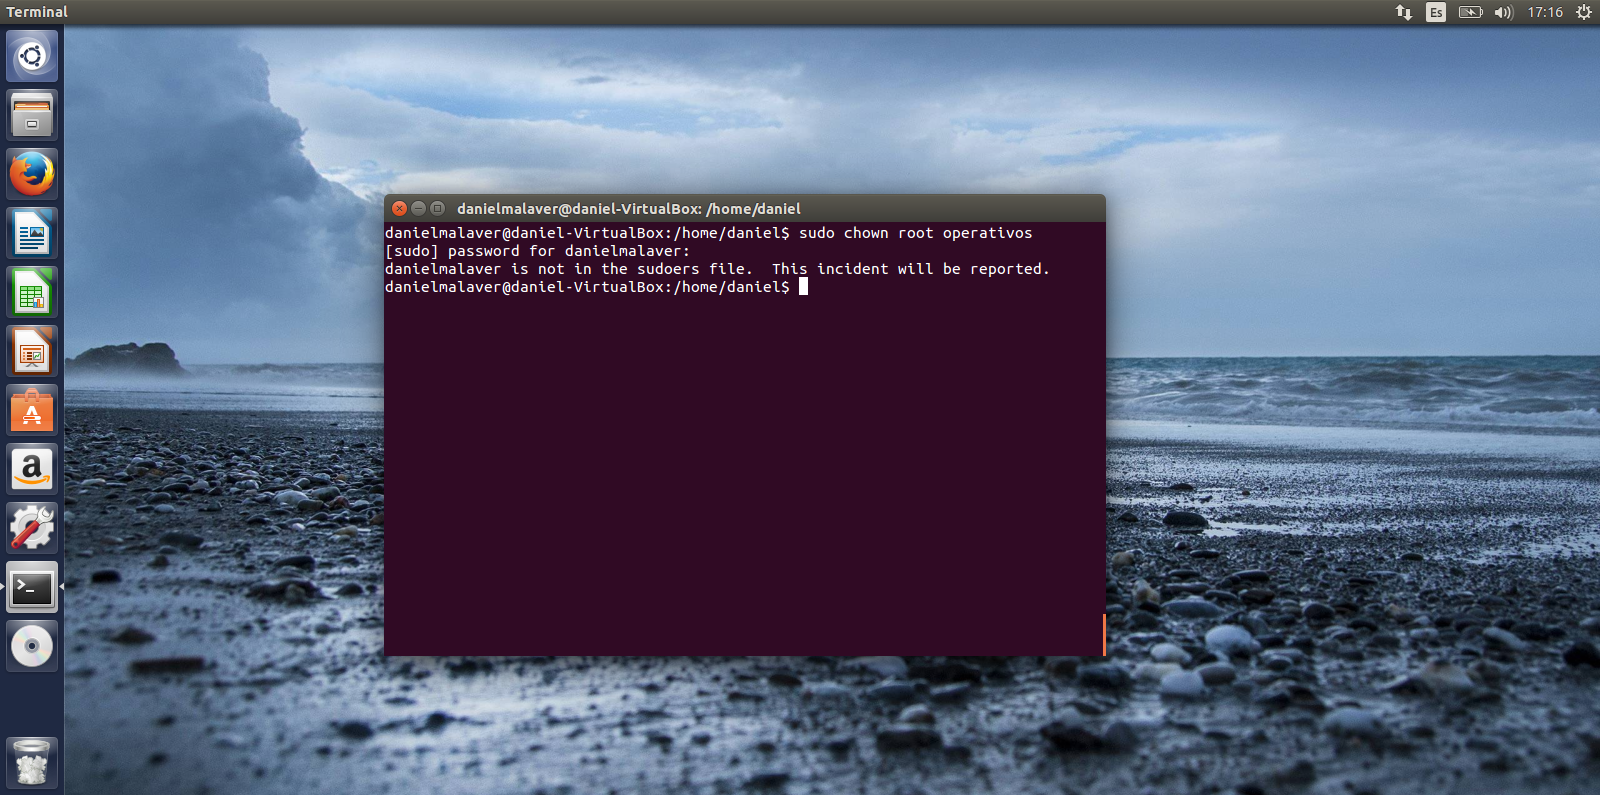 Terminal
Es
17:16
danielmalaver@daniel-VirtualBox: /home/daniel
danielmalaver@daniel-VirtualBox:/home/daniel$ sudo chown root operativos
[sudo] password for danielmalaver:
danielmalaver is not in the sudoers file.  This incident will be reported.
danielmalaver@daniel-VirtualBox:/home/daniel$